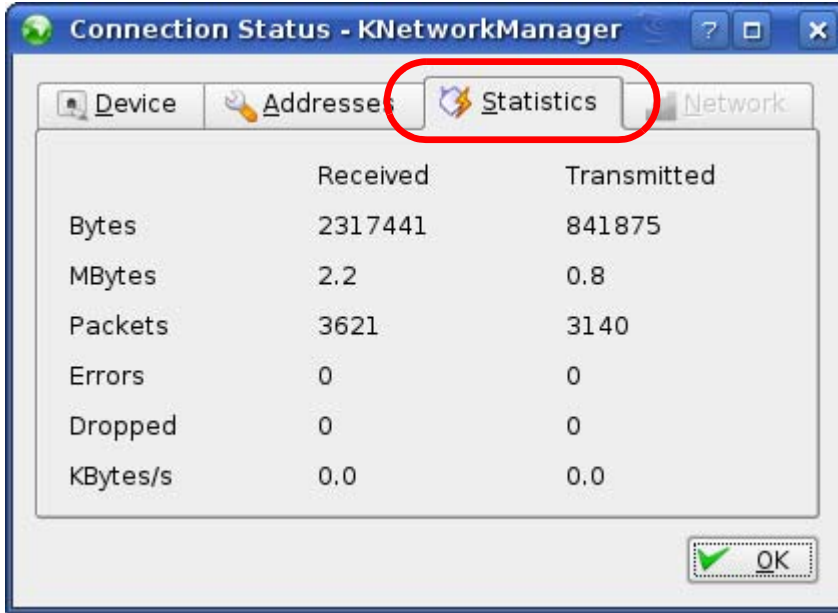 Connection Status - KNetworkManager
Device Addresses Statistics Network
Received Transmitted
Bytes 2317441 841875
MBytes 2.2 0.8
Packets 3621 3140
Errors 0 0
Dropped 0 0
KBytes/s 0.0 0.0
OK